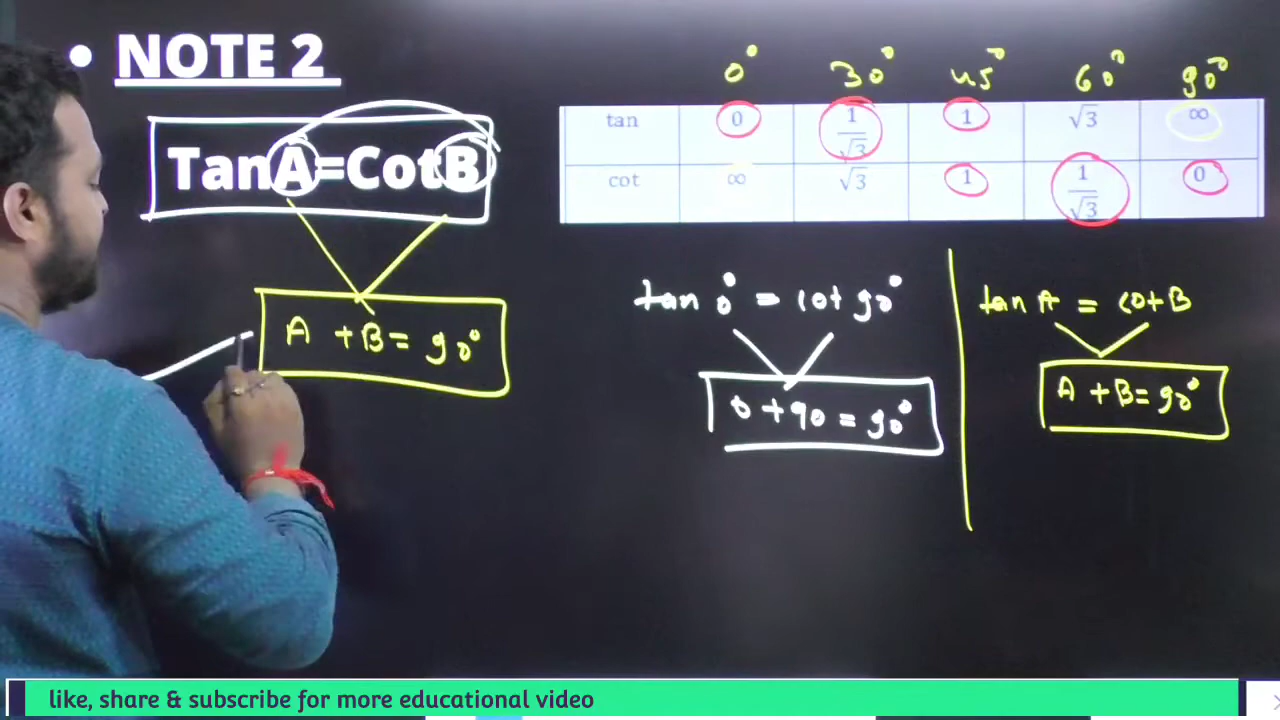 • NOTE 2
TanA=CotB
A + B = 90°
0° 30° 45° 60° 90°
tan 0 1/√3 1 √3 ∞
cot ∞ √3 1 1/√3 0
tan 0° = cot 90°
0 + 90 = 90°
tan A = cot B
A + B = 90°
like, share & subscribe for more educational video